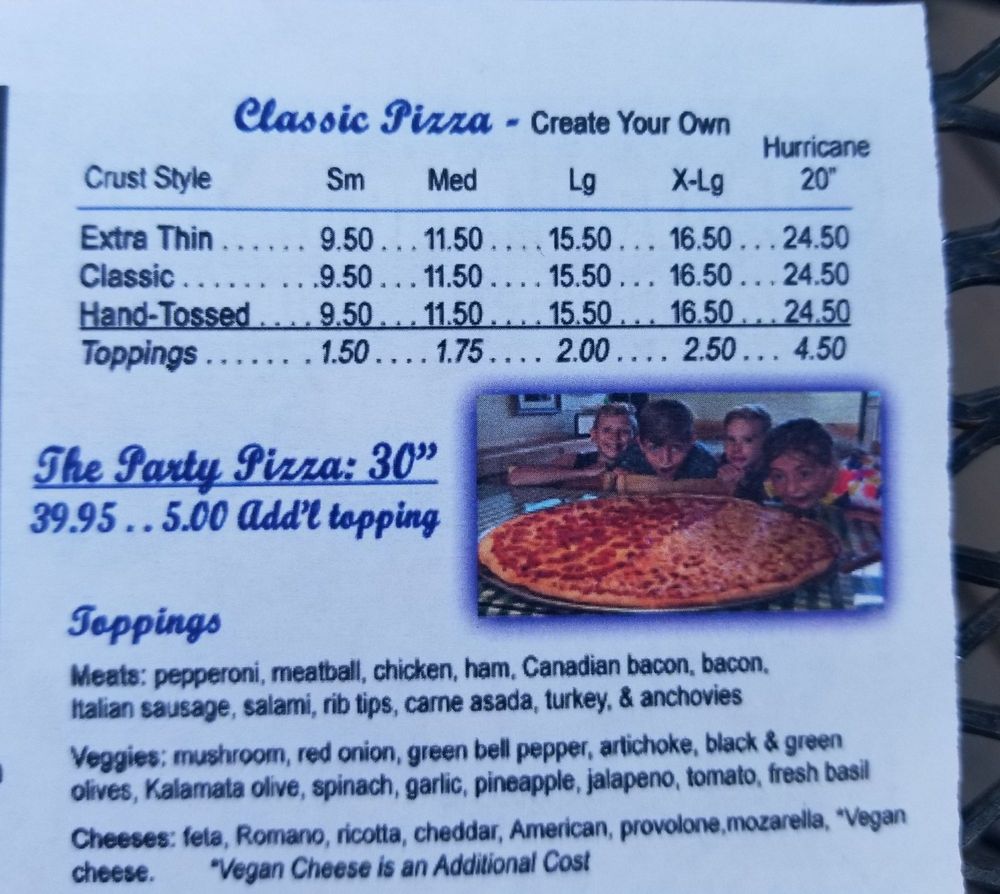 Classic Pizza - Create Your Own
Hurricane
Crust Style Sm Med Lg X-Lg 20"
Extra Thin ...... 9.50 ... 11.50 .... 15.50 ... 16.50 ... 24.50
Classic ...... ...9.50 ... 11.50 .... 15.50 ... 16.50 ... 24.50
Hand-Tossed .... 9.50 ... 11.50 .... 15.50 ... 16.50 ... 24.50
Toppings ....... 1.50 .... 1.75 .... 2.00 .... 2.50 ... 4.50
The Party Pizza: 30”
39.95 . . 5.00 Add'l topping
Toppings
Meats: pepperoni, meatball, chicken, ham, Canadian bacon, bacon,
Italian sausage, salami, rib tips, carne asada, turkey, & anchovies
Veggies: mushroom, red onion, green bell pepper, artichoke, black & green
olives, Kalamata olive, spinach, garlic, pineapple, jalapeno, tomato, fresh basil
Cheeses: feta, Romano, ricotta, cheddar, American, provolone,mozarella, *Vegan
cheese. *Vegan Cheese is an Additional Cost